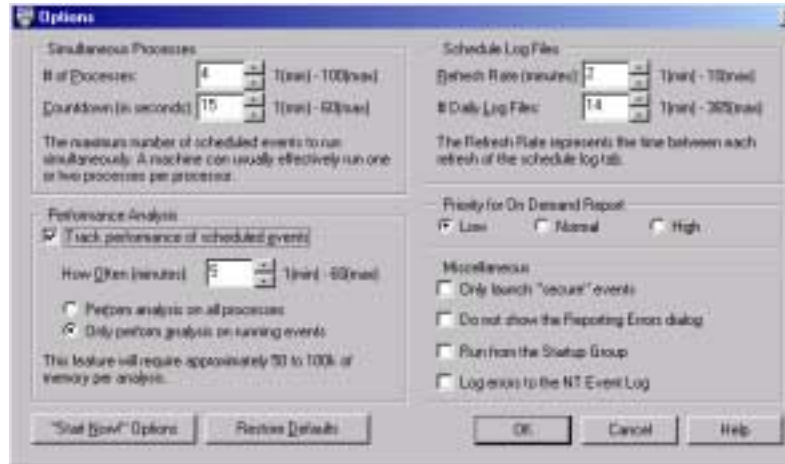 Options
Simultaneous Processes
# of Processes:
4
1(min) - 100(max)
Countdown (in seconds)
15
1(min) - 60(max)
The maximum number of scheduled events to run
simultaneously. A machine can usually effectively run one
or two processes per processor.
Performance Analysis
Track performance of scheduled events
How Often (minutes)
5
1(min) - 60(max)
Perform analysis on all processes
Only perform analysis on running events
This feature will require approximately 50 to 100k of
memory per analysis.
Schedule Log Files
Refresh Rate (minutes)
2
1(min) - 10(max)
# Daily Log Files:
14
1(min) - 365(max)
The Refresh Rate represents the time between each
refresh of the schedule log tab.
Priority for On Demand Report
Low
Normal
High
Miscellaneous
Only launch "secure" events
Do not show the Reporting Errors dialog
Run from the Startup Group
Log errors to the NT Event Log
"Start Now!" Options
Restore Defaults
OK
Cancel
Help